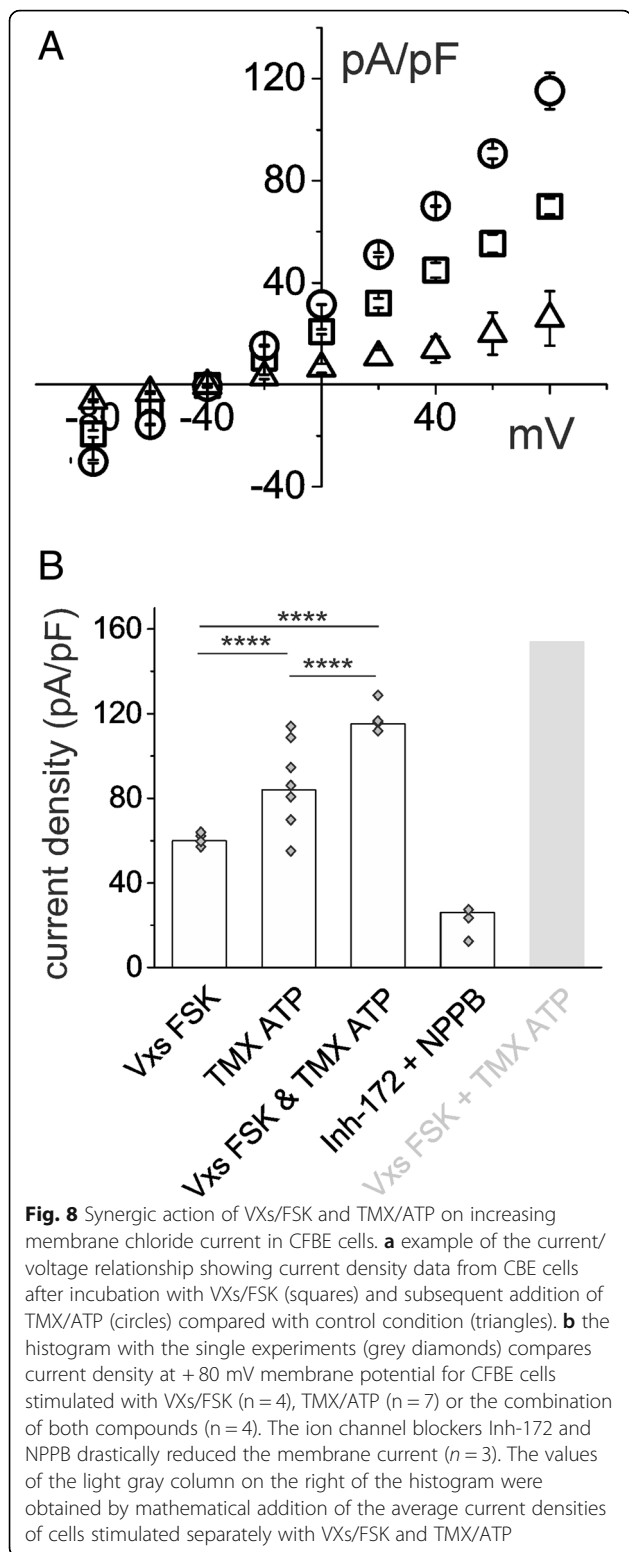 A
pA/pF
120
80
40
-80
-40
40
mV
-40
B
current density (pA/pF)
160
120
80
40
0
****
****
****
Vxs FSK
TMX ATP
Vxs FSK & TMX ATP
Inh-172 + NPPB
Vxs FSK + TMX ATP
Fig. 8 Synergic action of VXs/FSK and TMX/ATP on increasing
membrane chloride current in CFBE cells. a example of the current/
voltage relationship showing current density data from CBE cells
after incubation with VXs/FSK (squares) and subsequent addition of
TMX/ATP (circles) compared with control condition (triangles). b the
histogram with the single experiments (grey diamonds) compares
current density at + 80 mV membrane potential for CFBE cells
stimulated with VXs/FSK (n = 4), TMX/ATP (n = 7) or the combination
of both compounds (n = 4). The ion channel blockers Inh-172 and
NPPB drastically reduced the membrane current (n = 3). The values
of the light gray column on the right of the histogram were
obtained by mathematical addition of the average current densities
of cells stimulated separately with VXs/FSK and TMX/ATP